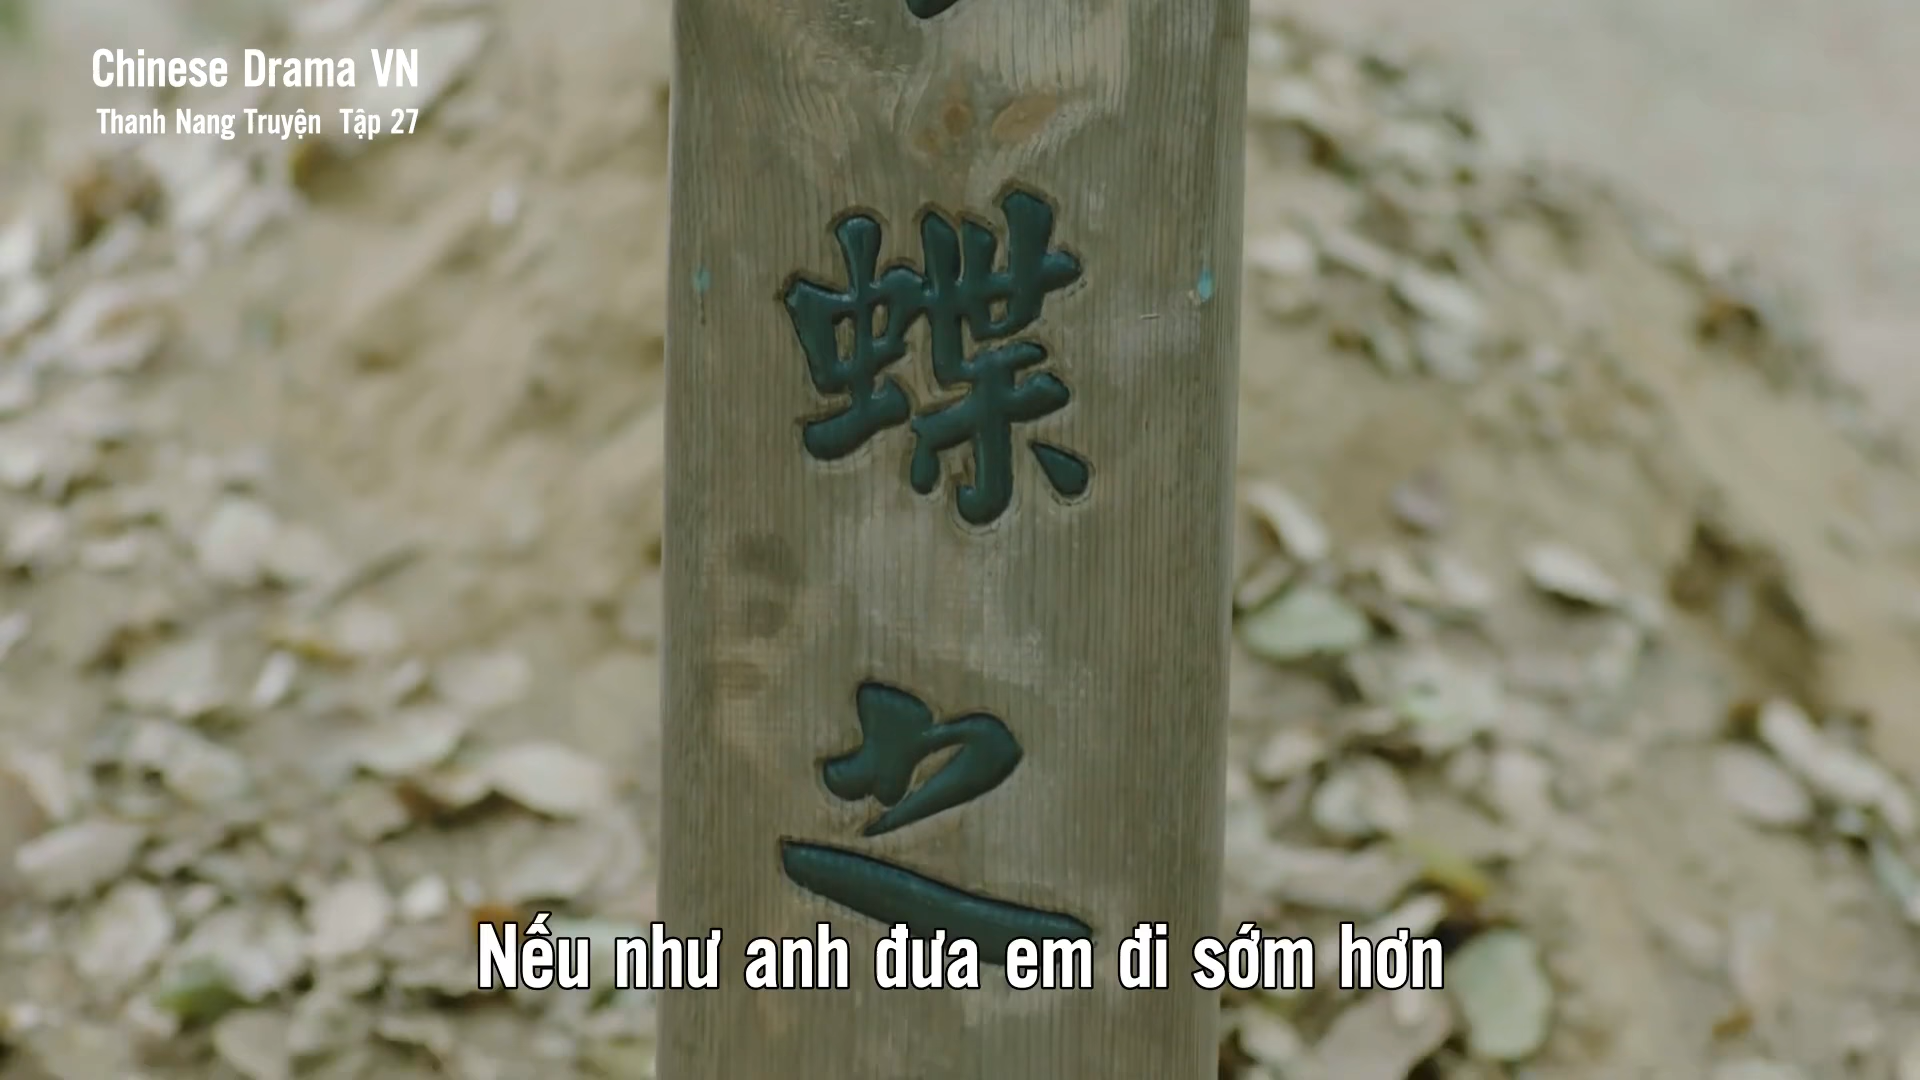 Chinese Drama VN
Thanh Nang Truyện Tập 27
蝶
之
Nếu như anh đưa em đi sớm hơn